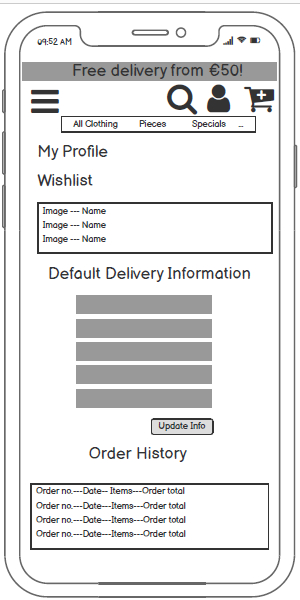 09:52 AM
Free delivery from €50!
All Clothing Pieces Specials ...
My Profile
Wishlist
Image --- Name
Image --- Name
Image --- Name
Default Delivery Information
Update Info
Order History
Order no.---Date-- Items---Order total
Order no.---Date---Items---Order total
Order no.---Date---Items---Order total
Order no.---Date---Items---Order total